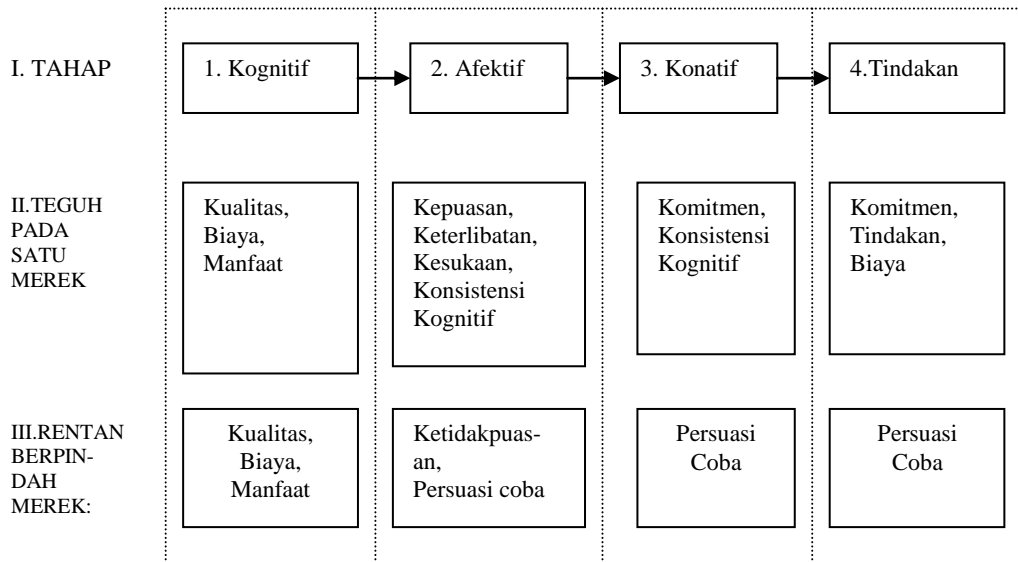 I. TAHAP
1. Kognitif
2. Afektif
3. Konatif
4.Tindakan
II.TEGUH
PADA
SATU
MEREK
Kualitas,
Biaya,
Manfaat
Kepuasan,
Keterlibatan,
Kesukaan,
Konsistensi
Kognitif
Komitmen,
Konsistensi
Kognitif
Komitmen,
Tindakan,
Biaya
III.RENTAN
BERPIN-
DAH
MEREK:
Kualitas,
Biaya,
Manfaat
Ketidakpuas-
an,
Persuasi coba
Persuasi
Coba
Persuasi
Coba